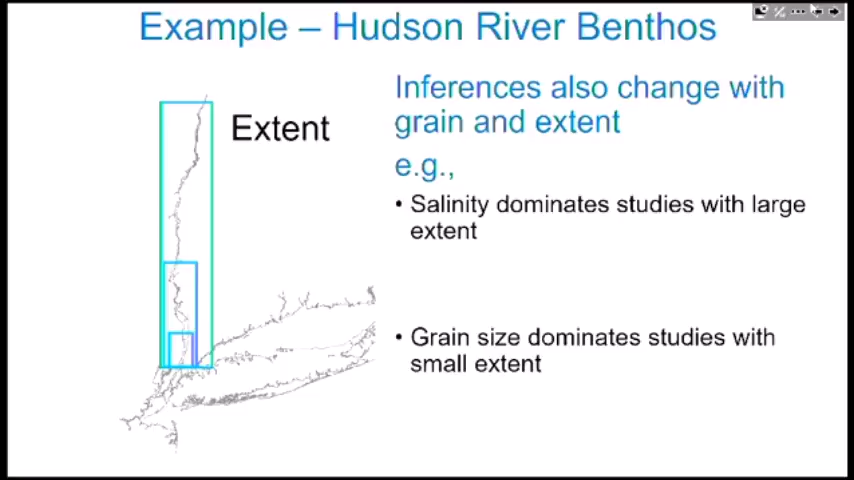 Example – Hudson River Benthos
Extent
Inferences also change with
grain and extent
e.g.,
• Salinity dominates studies with large
extent
• Grain size dominates studies with
small extent